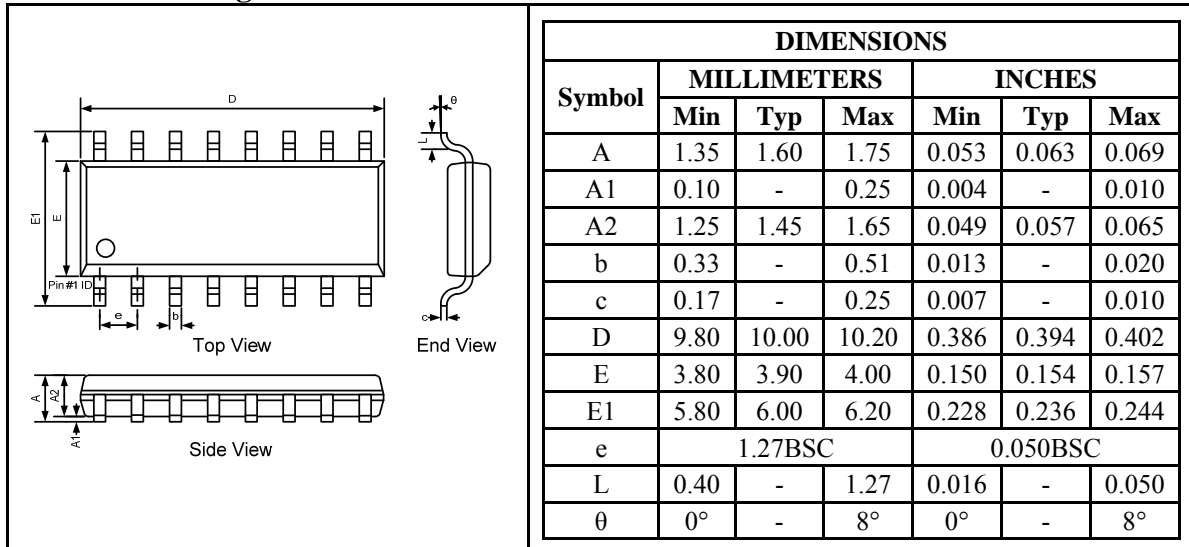 D
θ
L
E1
E
Pin#1 ID
e
b
c
Top View
End View
A
A2
A1
Side View
DIMENSIONS
Symbol MILLIMETERS INCHES
Min Typ Max Min Typ Max
A 1.35 1.60 1.75 0.053 0.063 0.069
A1 0.10 - 0.25 0.004 - 0.010
A2 1.25 1.45 1.65 0.049 0.057 0.065
b 0.33 - 0.51 0.013 - 0.020
c 0.17 - 0.25 0.007 - 0.010
D 9.80 10.00 10.20 0.386 0.394 0.402
E 3.80 3.90 4.00 0.150 0.154 0.157
E1 5.80 6.00 6.20 0.228 0.236 0.244
e 1.27BSC 0.050BSC
L 0.40 - 1.27 0.016 - 0.050
θ 0° - 8° 0° - 8°